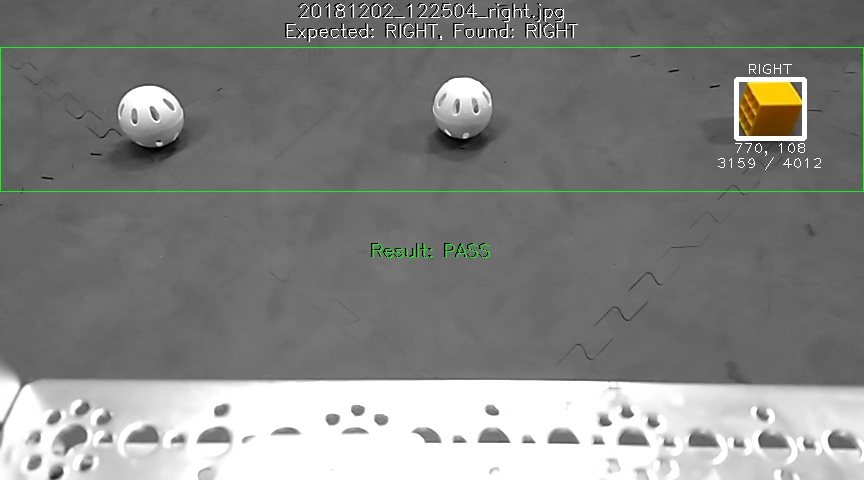 20181202_122504_right.jpg
Expected: RIGHT, Found: RIGHT
RIGHT
770, 108
3159 / 4012
Result: PASS